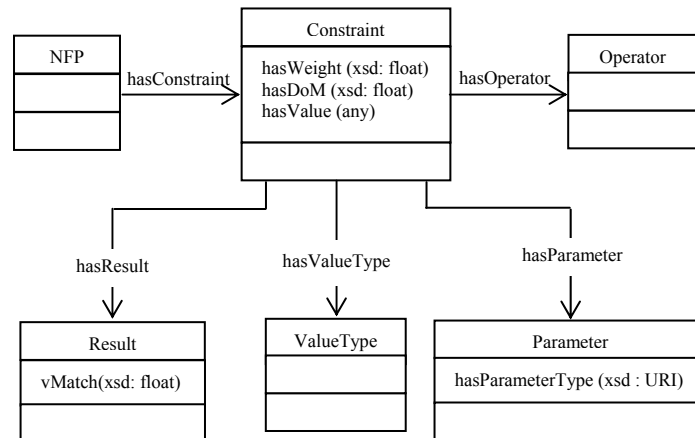 Constraint
NFP
Operator
hasConstraint
hasWeight (xsd: float)
hasDoM (xsd: float)
hasValue (any)
hasOperator
hasResult
hasValueType
hasParameter
Result
ValueType
Parameter
vMatch(xsd: float)
hasParameterType (xsd : URI)